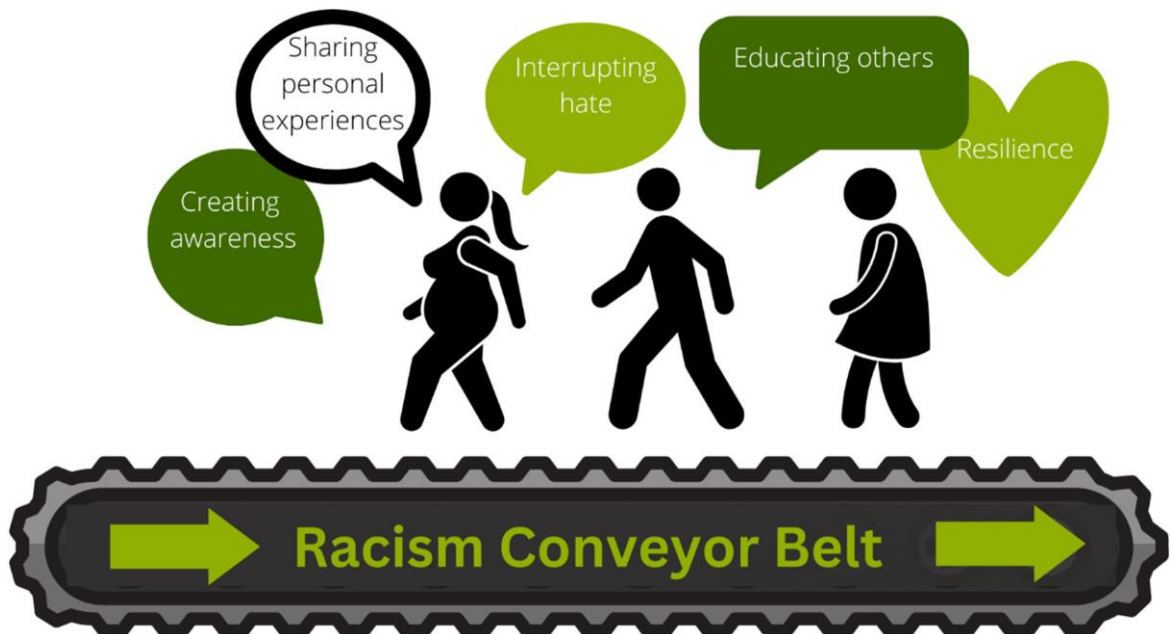 Creating
awareness
Sharing
personal
experiences
Interrupting
hate
Educating others
Resilience
Racism Conveyor Belt